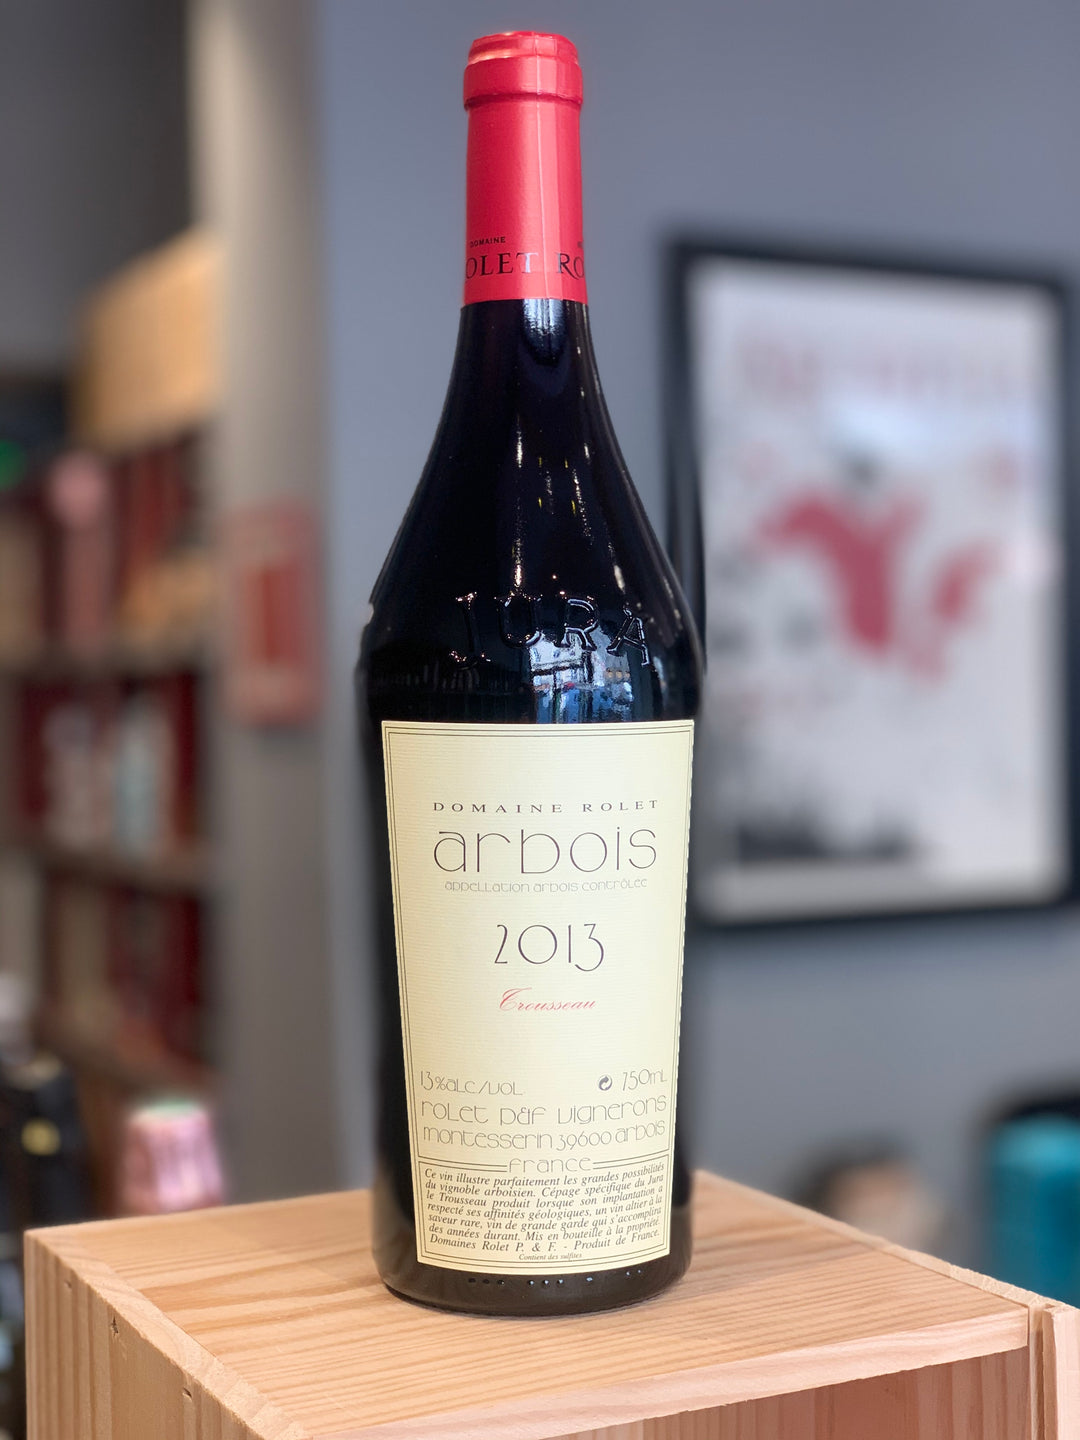 DOMAINE
OLET RO
JURA
DOMAINE ROLET
arbois
appellation arbois contrôlée
2013
Trousseau
13%alc/vol 750ml
rolet p&f vignerons
montesserin 39600 arbois
france
Ce vin illustre parfaitement les grandes possibilités
du vignoble arboisien. Cépage spécifique du Jura
le Trousseau produit lorsque son implantation a
respecté ses affinités géologiques, un vin altier à la
saveur rare, vin de grande garde qui s'accomplira
des années durant. Mis en bouteille à la propriété.
Domaines Rolet P. & F. - Produit de France.
Contient des sulfites